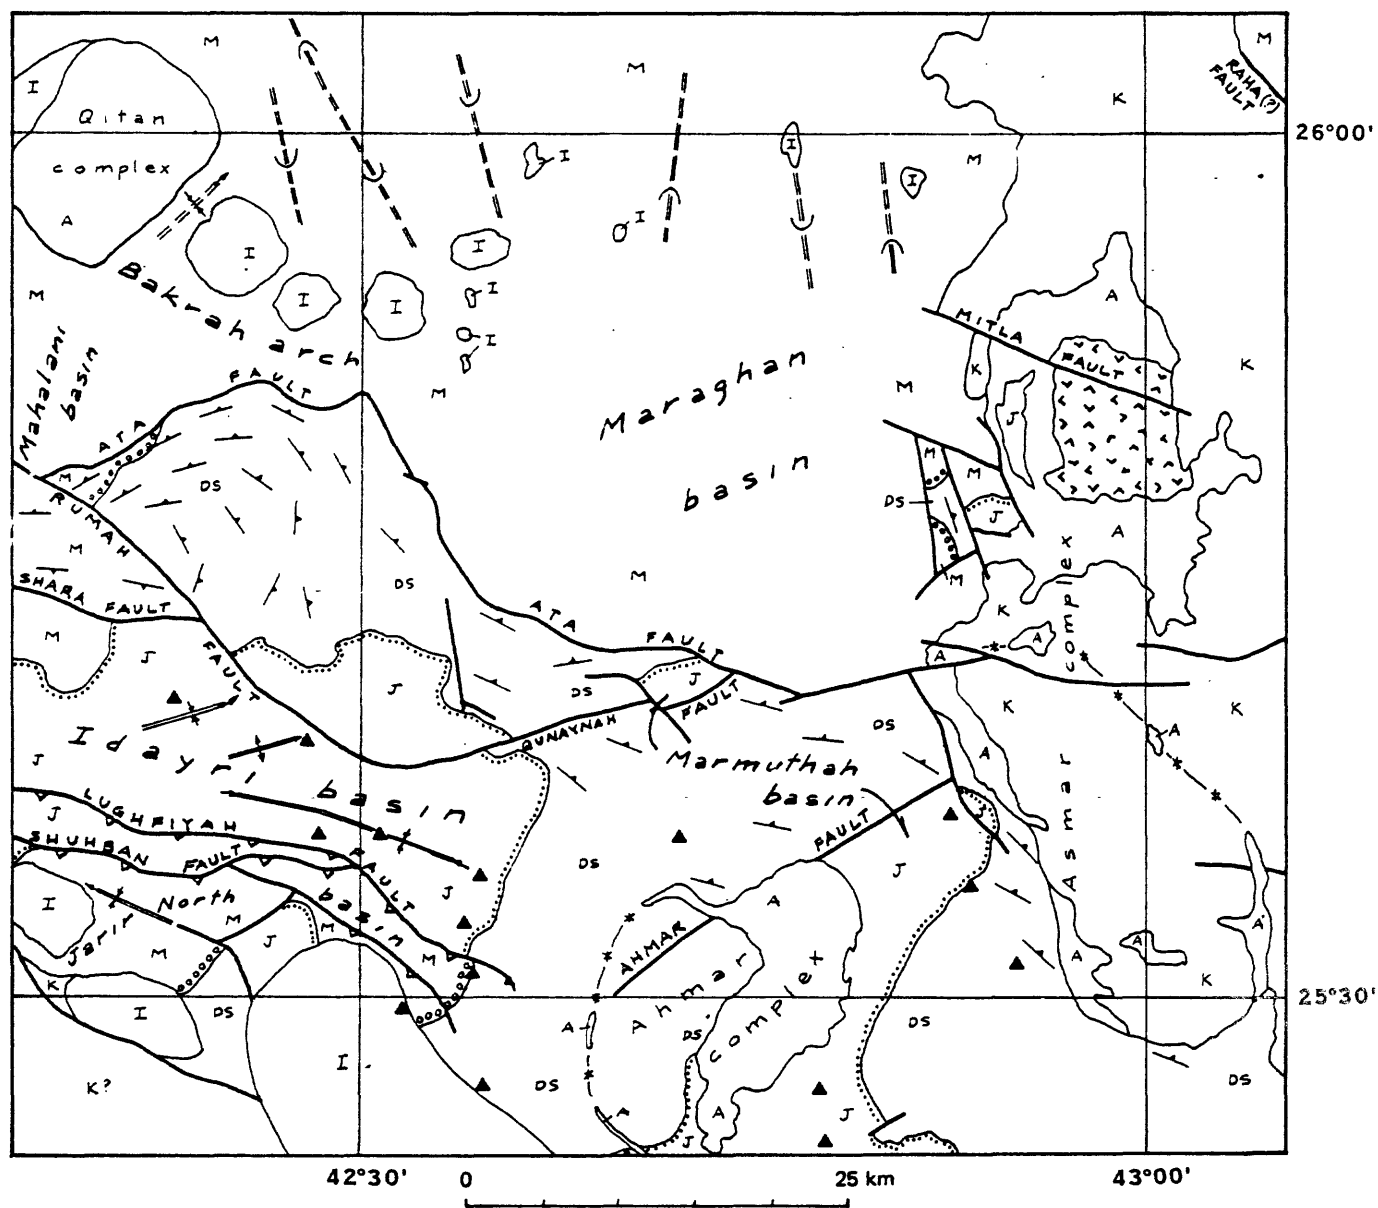 M
M
M
I
Qitan
complex
A
K
RAHA(?)
FAULT
26°00'
M
I
I
I
I
I
I
I
I
I
M
Bakrah arch
Mahalani
basin
A
MITLA
FAULT
K
K
J
M
M
FAULT
ATA
Maraghan
basin
M
M
DS
M
J
A
DS
RUMAH
M
SHARA FAULT
M
J
FAULT
DS
M
M
K
A
A
ATA
FAULT
J
DS
J
FAULT
QUNAYNAH
DS
Marmuthah
basin
FAULT
K
A
A
K
Asmar complex
Idayri basin
J
LUGHFIYAH
FAULT
J
SHUHBAN
FAULT
J
DS
J
J
A
I
North
Jarir
basin
M
J
M
M
M
AHMAR
Ahmar
complex
A
A
A
K
25°30'
K
I
DS
I
A
DS
DS
DS
K?
DS
A
J
A
J
42°30'
0
25 km
43°00'